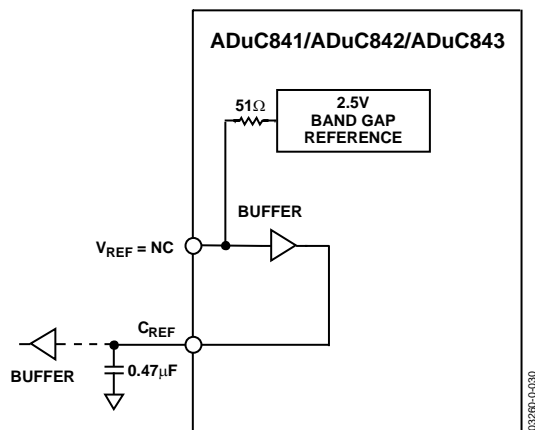 ADuC841/ADuC842/ADuC843
51Ω
2.5V
BAND GAP
REFERENCE
BUFFER
VREF = NC
CREF
BUFFER
0.47μF
03260-0-030